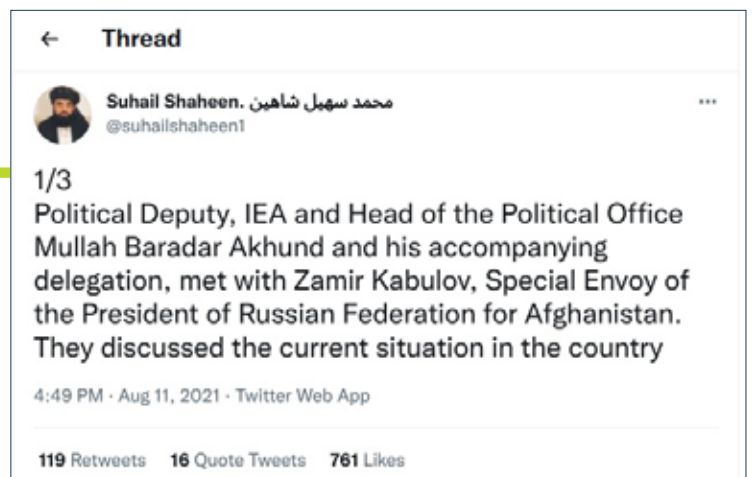 ← Thread
Suhail Shaheen. محمد سهيل شاهين ...
@suhailshaheen1
1/3
Political Deputy, IEA and Head of the Political Office
Mullah Baradar Akhund and his accompanying
delegation, met with Zamir Kabulov, Special Envoy of
the President of Russian Federation for Afghanistan.
They discussed the current situation in the country
4:49 PM · Aug 11, 2021 · Twitter Web App
119 Retweets 16 Quote Tweets 761 Likes